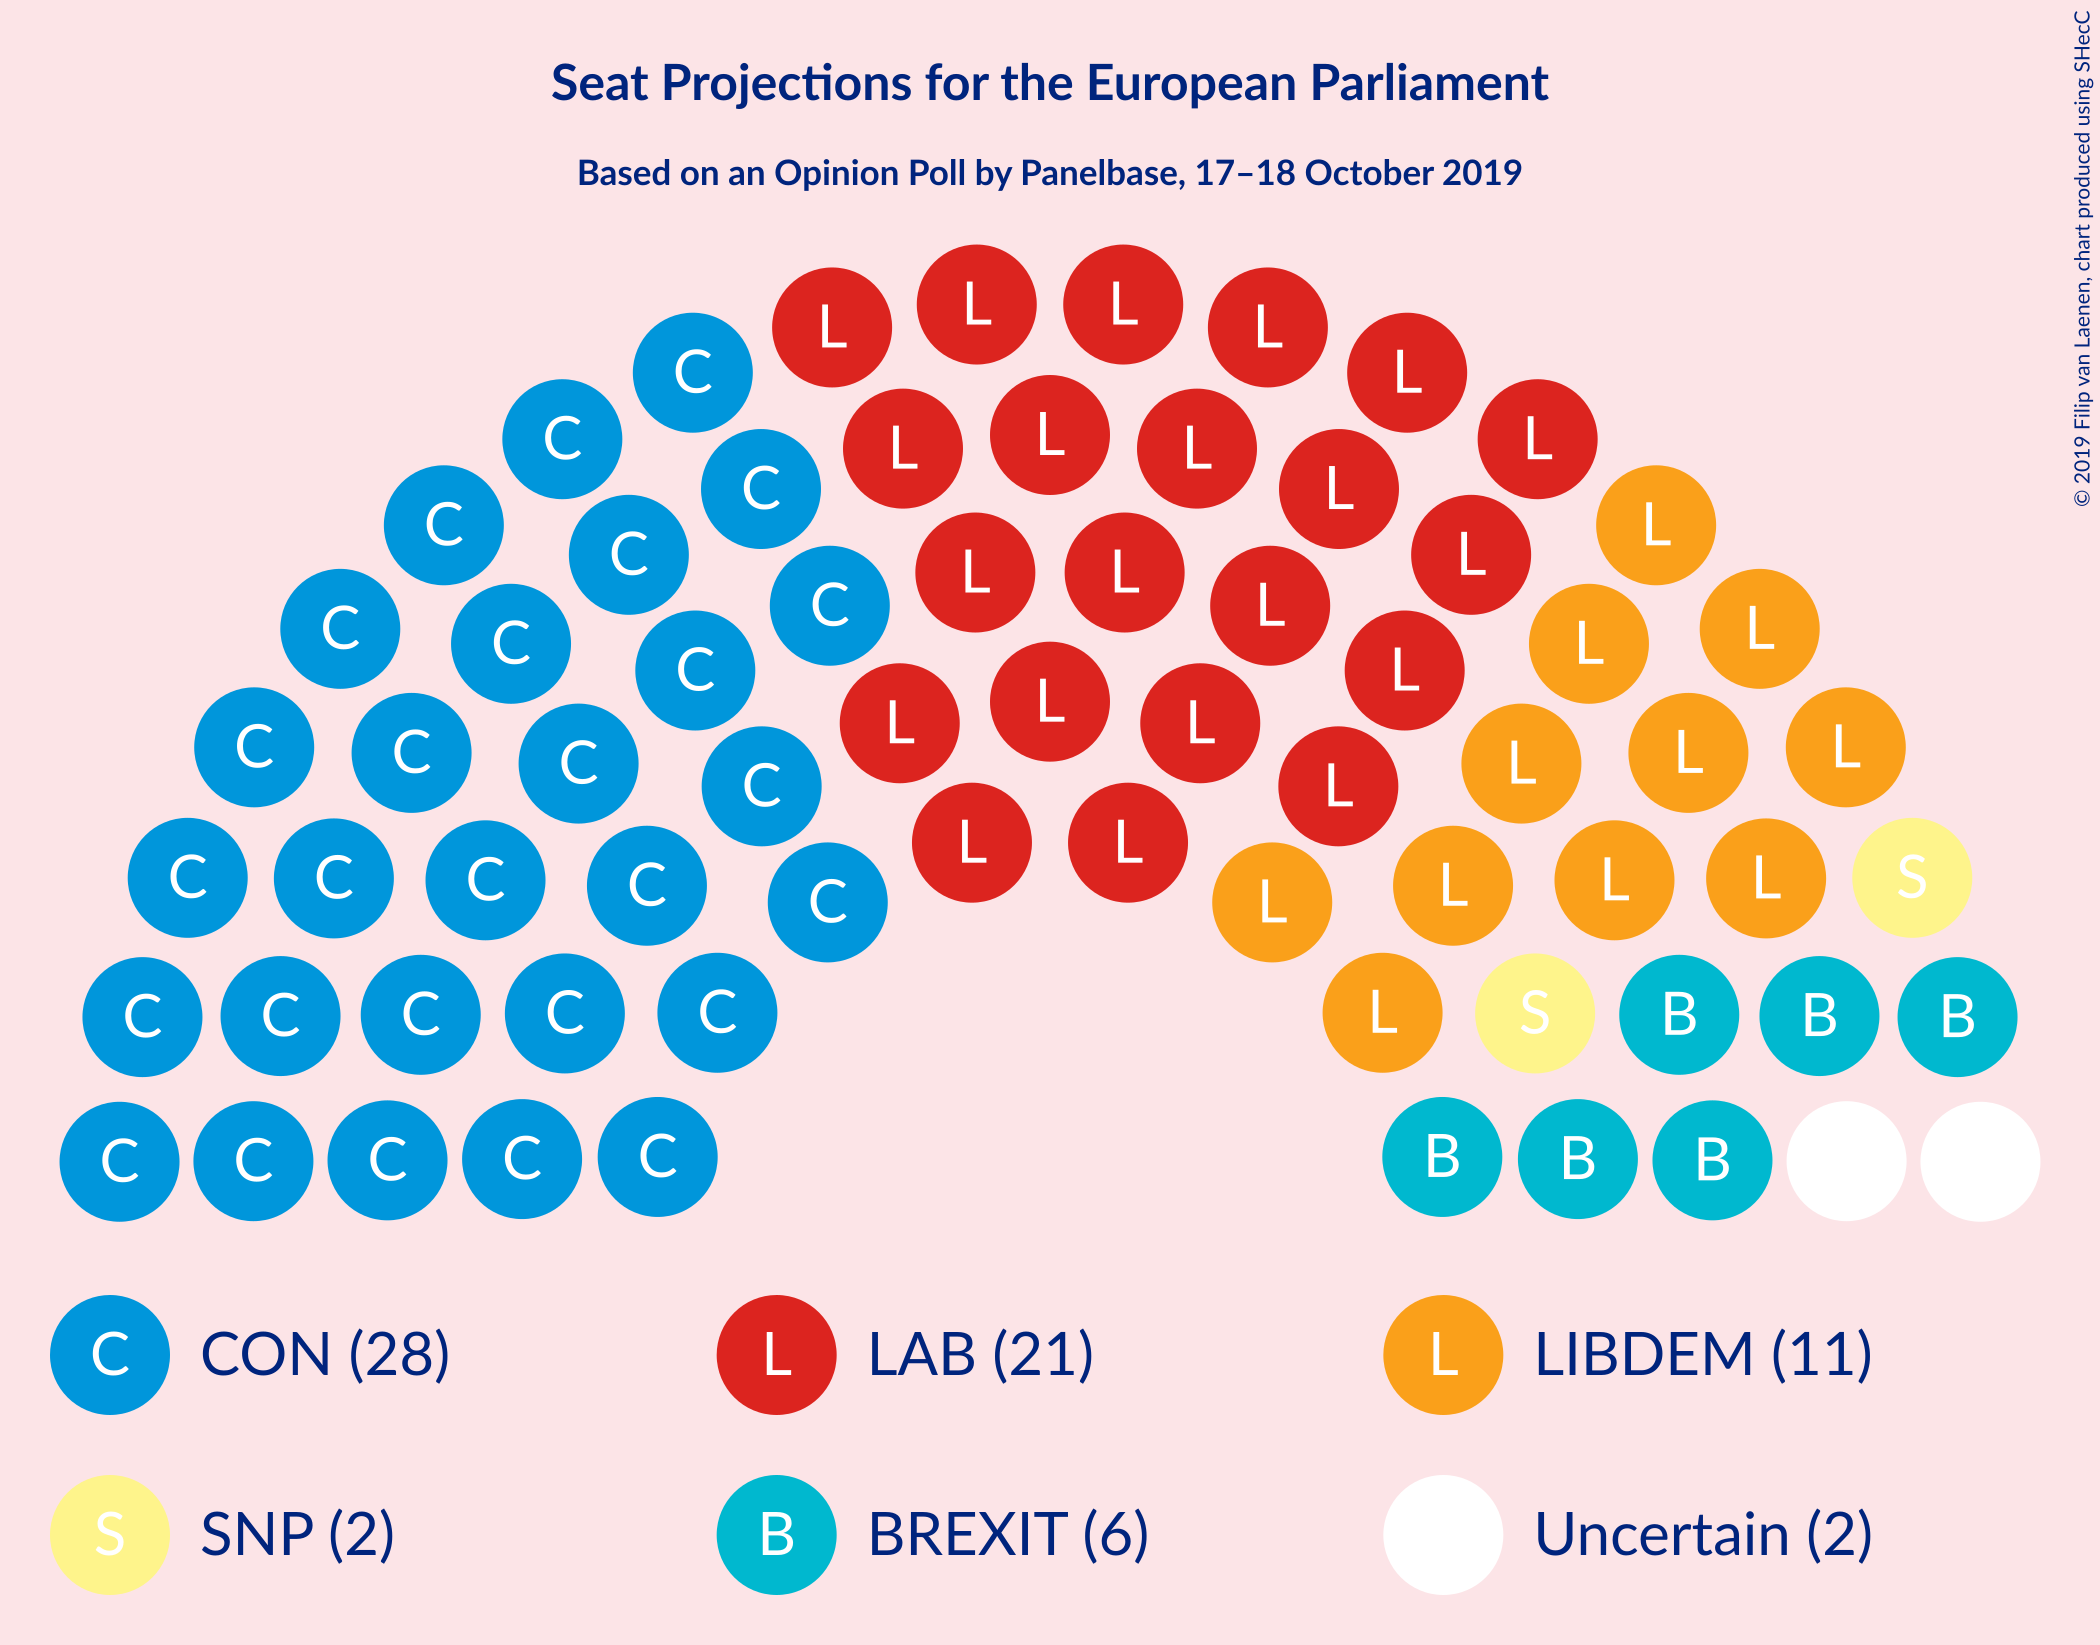 Seat Projections for the European Parliament
Based on an Opinion Poll by Panelbase, 17–18 October 2019
© 2019 Filip van Laenen, chart produced using SHecC
L L L L
C L
C L
L L L
C L
C L
C L
L L
C L
C L
C L
C L
L L L
C L
C L
C L
C L
C L
L L
C C C C C L L L L S
C C C C C L S B B B
C C C C C B B B
C CON (28)
L LAB (21)
L LIBDEM (11)
S SNP (2)
B BREXIT (6)
Uncertain (2)